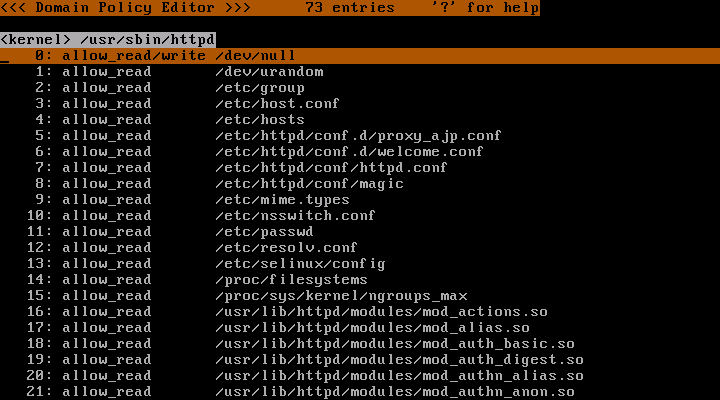 <<< Domain Policy Editor >>>      73 entries    '?' for help
<kernel> /usr/sbin/httpd
0: allow_read/write /dev/null
1: allow_read       /dev/urandom
2: allow_read       /etc/group
3: allow_read       /etc/host.conf
4: allow_read       /etc/hosts
5: allow_read       /etc/httpd/conf.d/proxy_ajp.conf
6: allow_read       /etc/httpd/conf.d/welcome.conf
7: allow_read       /etc/httpd/conf/httpd.conf
8: allow_read       /etc/httpd/conf/magic
9: allow_read       /etc/mime.types
10: allow_read       /etc/nsswitch.conf
11: allow_read       /etc/passwd
12: allow_read       /etc/resolv.conf
13: allow_read       /etc/selinux/config
14: allow_read       /proc/filesystems
15: allow_read       /proc/sys/kernel/ngroups_max
16: allow_read       /usr/lib/httpd/modules/mod_actions.so
17: allow_read       /usr/lib/httpd/modules/mod_alias.so
18: allow_read       /usr/lib/httpd/modules/mod_auth_basic.so
19: allow_read       /usr/lib/httpd/modules/mod_auth_digest.so
20: allow_read       /usr/lib/httpd/modules/mod_authn_alias.so
21: allow_read       /usr/lib/httpd/modules/mod_authn_anon.so